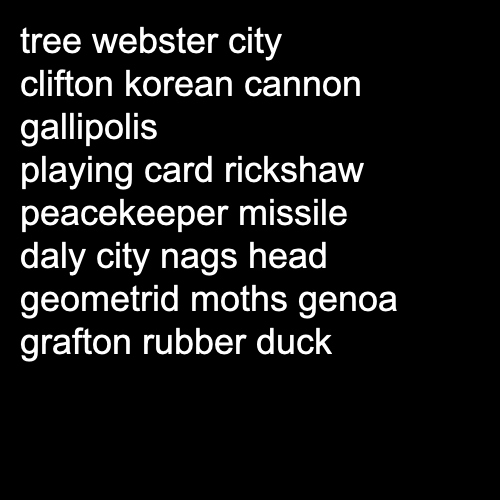 tree webster city
clifton korean cannon
gallipolis
playing card rickshaw
peacekeeper missile
daly city nags head
geometrid moths genoa
grafton rubber duck